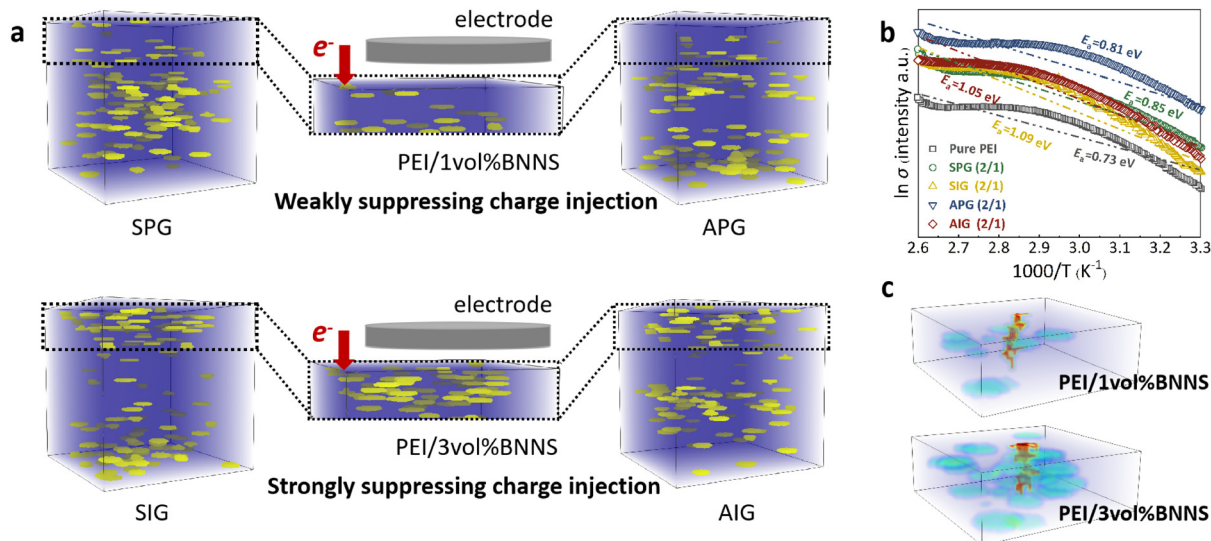 a
electrode
e-
PEI/1vol%BNNS
Weakly suppressing charge injection
SPG
APG
electrode
e-
PEI/3vol%BNNS
Strongly suppressing charge injection
SIG
AIG
b
ln σ intensity a.u.
Ea=0.81 eV
Ea=1.05 eV
Ea=0.85 eV
Ea=1.09 eV
Ea=0.73 eV
Pure PEI
SPG (2/1)
SIG (2/1)
APG (2/1)
AIG (2/1)
2.6 2.7 2.8 2.9 3.0 3.1 3.2 3.3
1000/T (K-1)
c
PEI/1vol%BNNS
PEI/3vol%BNNS